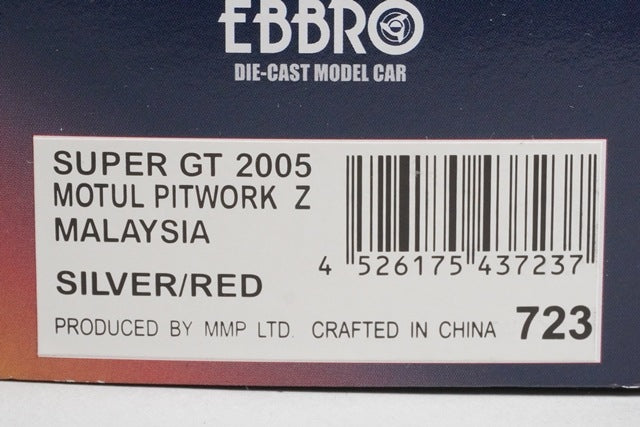 EBBRO
DIE-CAST MODEL CAR
SUPER GT 2005
MOTUL PITWORK Z
MALAYSIA
SILVER/RED
4 526175 437237
PRODUCED BY MMP LTD. CRAFTED IN CHINA 723